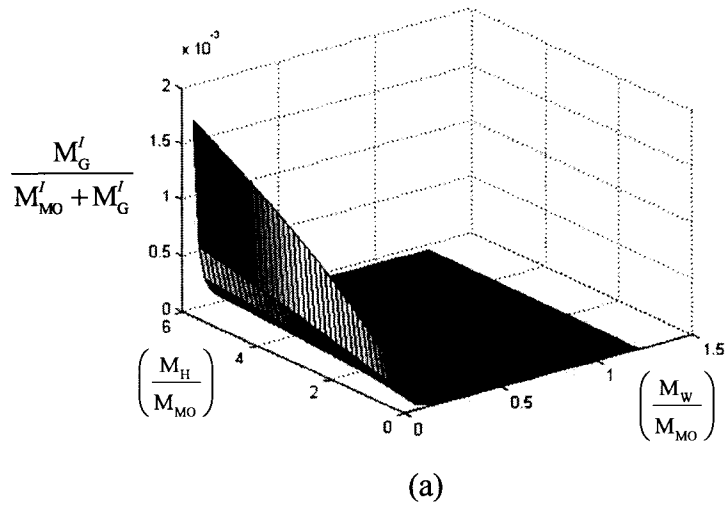 x 10⁻³
2
1.5
1
0.5
0
M_G^I
M_MO^I + M_G^I
6
4
2
0
(M_H / M_MO)
0
0.5
1
1.5
(M_W / M_MO)
(a)